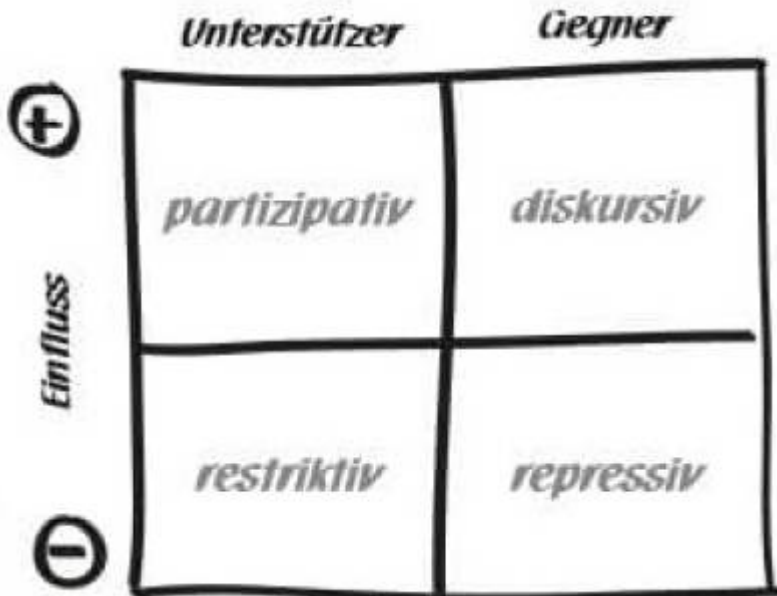 Unterstützer Gegner
+
partizipativ diskursiv
Einfluss
restriktiv repressiv
−